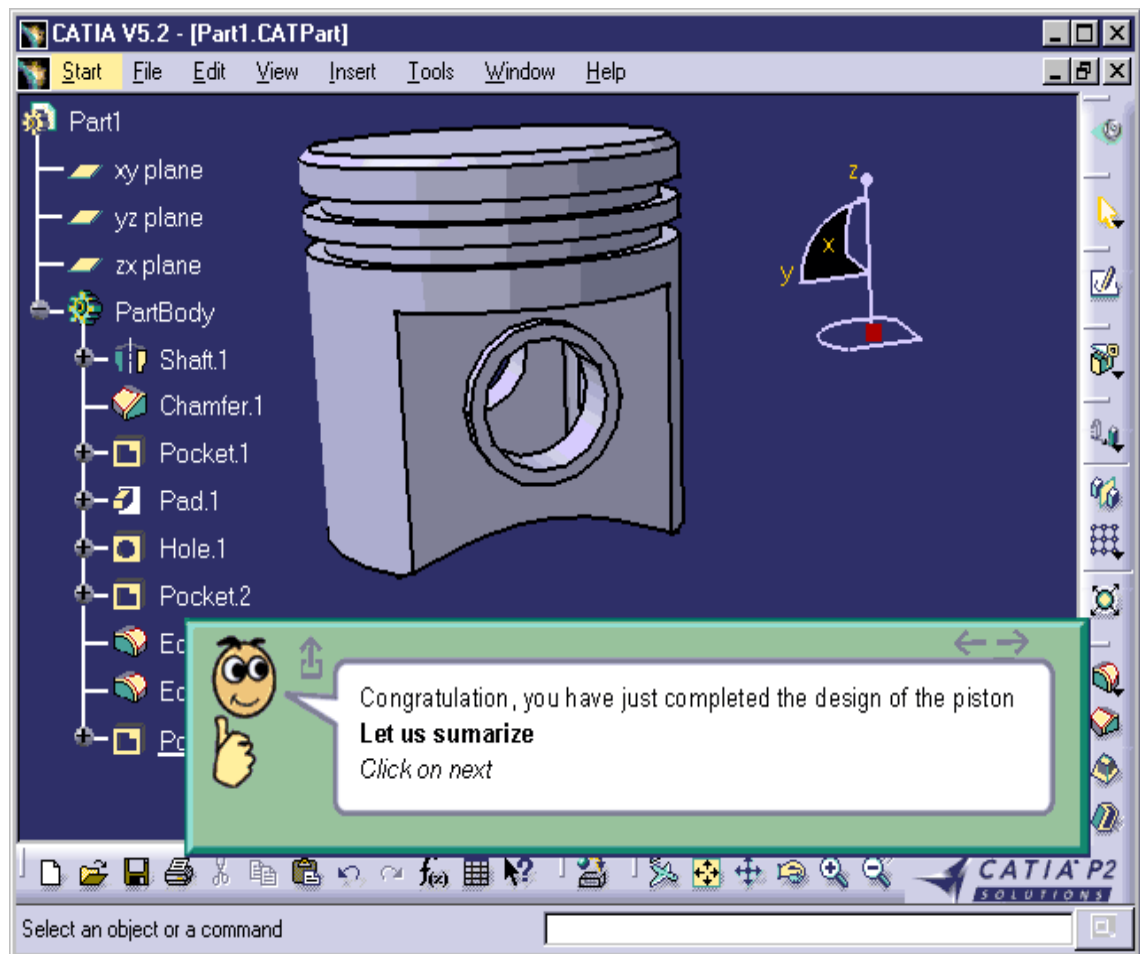 CATIA V5.2 - [Part1.CATPart]
Start File Edit View Insert Tools Window Help
Part1
xy plane
yz plane
zx plane
PartBody
Shaft.1
Chamfer.1
Pocket.1
Pad.1
Hole.1
Pocket.2
Ed
Ed
Po
z
x
y
Congratulation, you have just completed the design of the piston
Let us sumarize
Click on next
f(x)
?
CATIA P2
SOLUTIONS
Select an object or a command